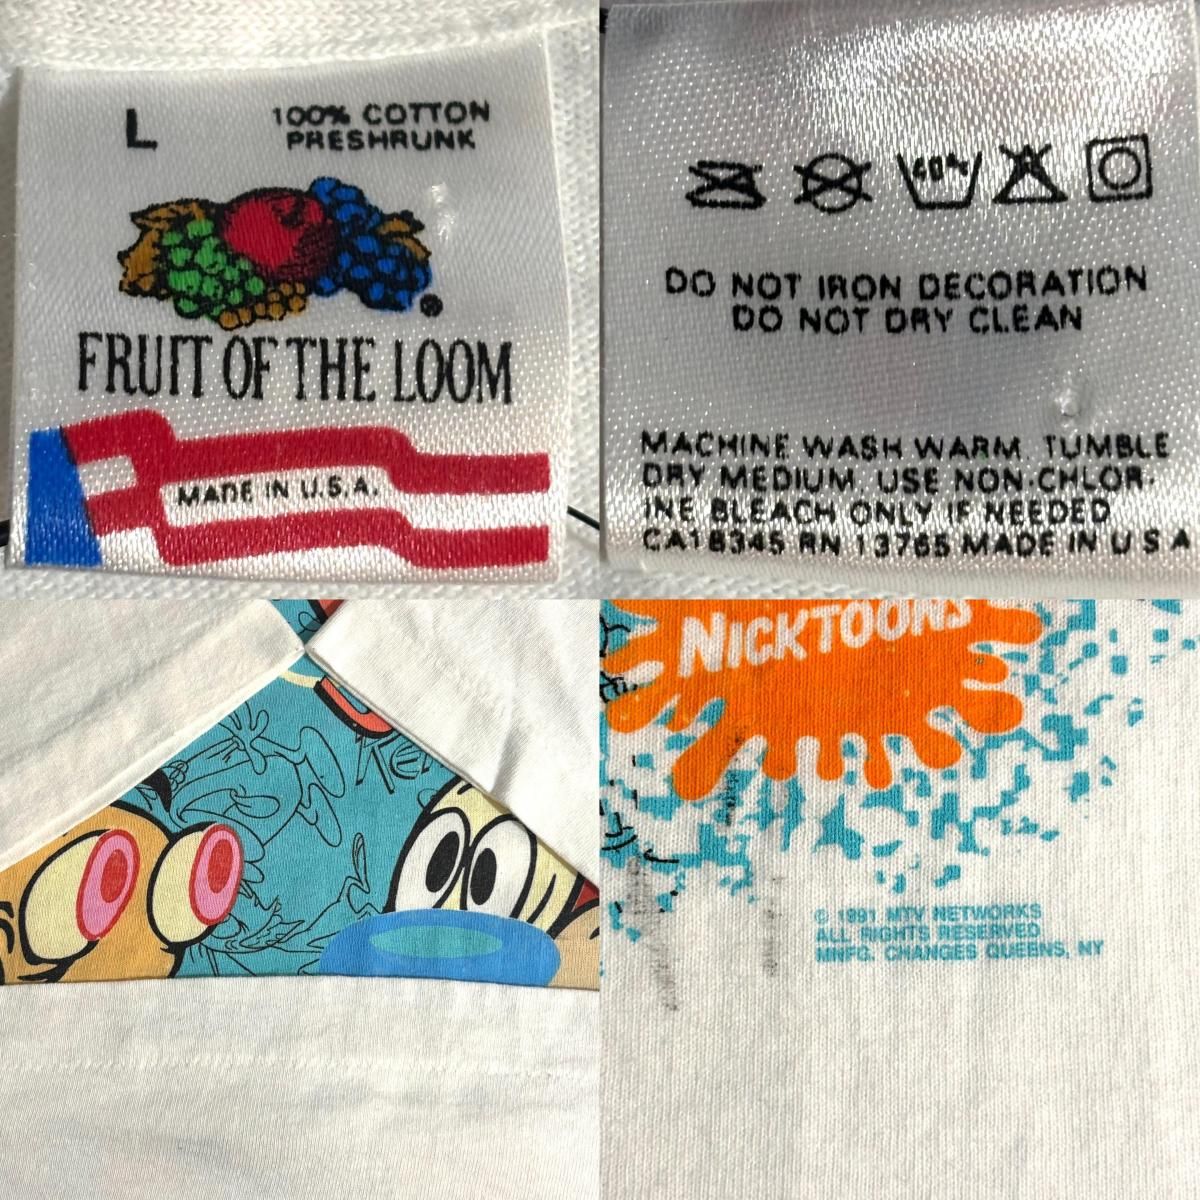 L
100% COTTON
PRESHRUNK
FRUIT OF THE LOOM
MADE IN U.S.A.
DO NOT IRON DECORATION
DO NOT DRY CLEAN
MACHINE WASH WARM. TUMBLE
DRY MEDIUM. USE NON-CHLOR-
INE BLEACH ONLY IF NEEDED
CA18345 RN 13765 MADE IN U S A
NICKTOONS
© 1991 MTV NETWORKS
ALL RIGHTS RESERVED
MNFG. CHANGES QUEENS, NY